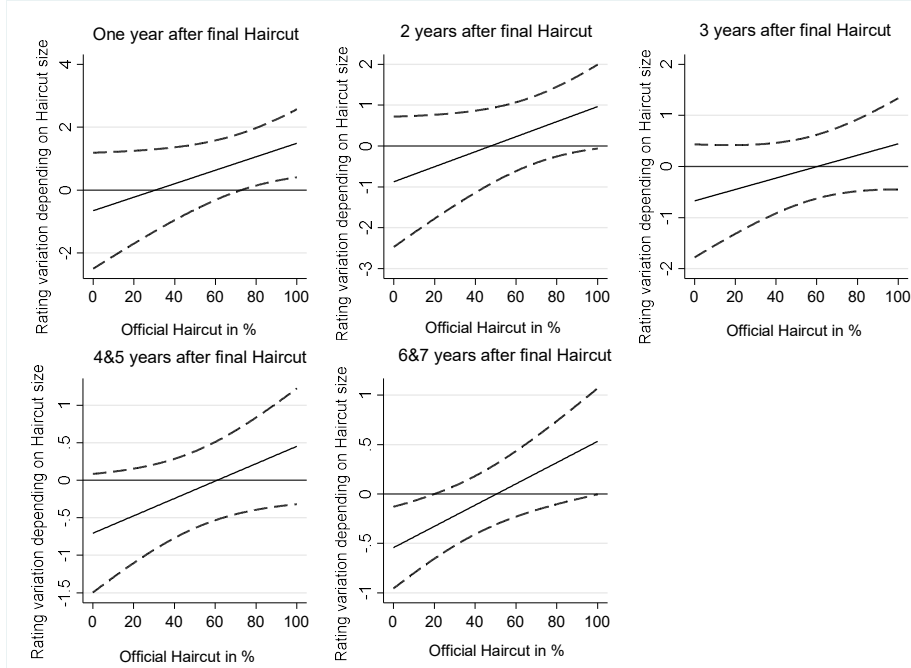 One year after final Haircut
Rating variation depending on Haircut size
4
2
0
-2
0 20 40 60 80 100
Official Haircut in %
2 years after final Haircut
Rating variation depending on Haircut size
2
1
0
-1
-2
-3
0 20 40 60 80 100
Official Haircut in %
3 years after final Haircut
Rating variation depending on Haircut size
2
1
0
-1
-2
0 20 40 60 80 100
Official Haircut in %
4&5 years after final Haircut
Rating variation depending on Haircut size
1
.5
0
-.5
-1
-1.5
0 20 40 60 80 100
Official Haircut in %
6&7 years after final Haircut
Rating variation depending on Haircut size
1
.5
0
-.5
-1
0 20 40 60 80 100
Official Haircut in %